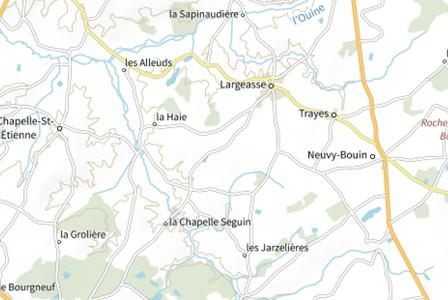 la Sapinaudière
l'Ouine
les Alleuds
Largeasse
la Haie
Trayes
Chapelle-St-
Étienne
Neuvy-Bouin
la Chapelle Seguin
la Grolière
les Jarzelières
e Bourgneuf